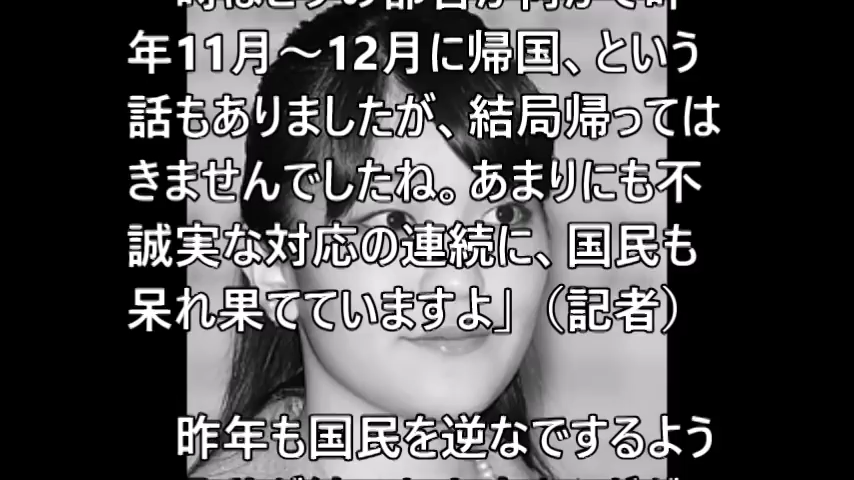 年11月~12月に帰国、という
話もありましたが、結局帰っては
きませんでしたね。あまりにも不
誠実な対応の連続に、国民も
呆れ果てていますよ」(記者)
昨年も国民を逆なでするよう